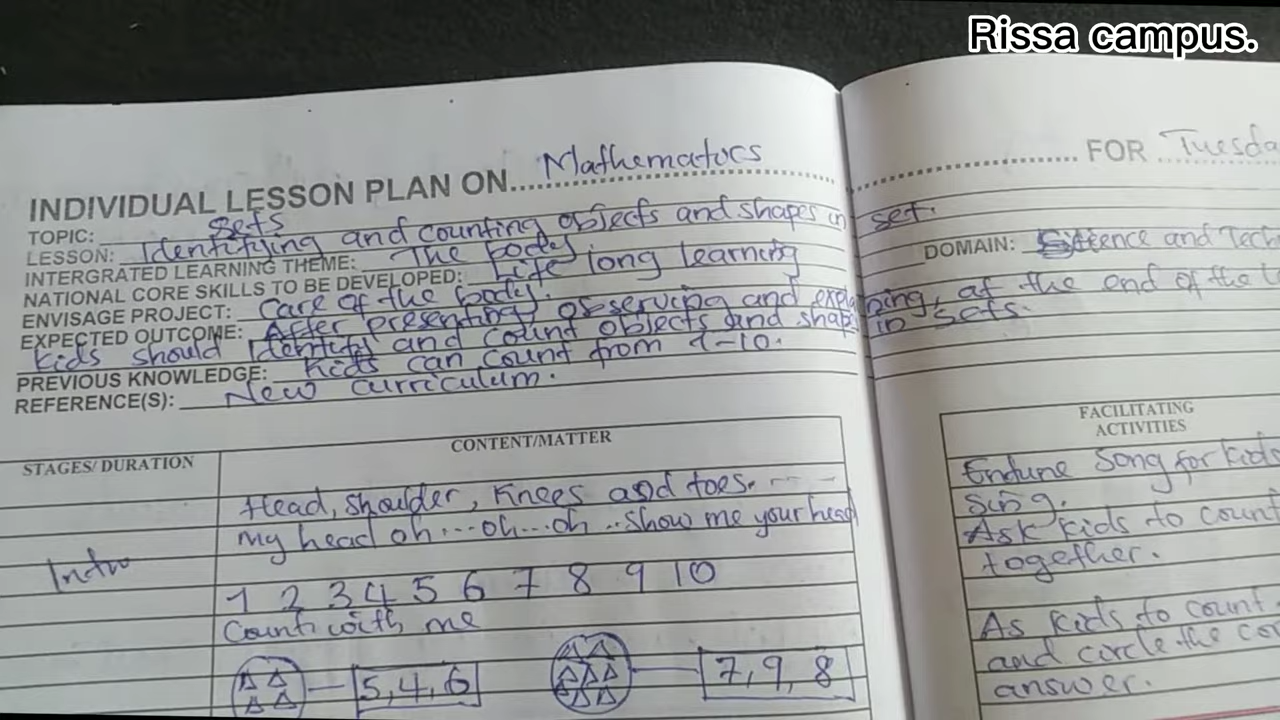 Rissa campus.
INDIVIDUAL LESSON PLAN ON Mathematics FOR Tuesda
TOPIC: Sets
LESSON: Identifying and counting objects and shapes in set.
INTERGRATED LEARNING THEME: The body. DOMAIN: Science and Tech
NATIONAL CORE SKILLS TO BE DEVELOPED: Life long learning
ENVISAGE PROJECT: Care of the body.
EXPECTED OUTCOME: After presenting, observing and explaining, at the end of the L
kids should Identify and count objects and shapes in sets.
PREVIOUS KNOWLEDGE: Kids can count from 1-10.
REFERENCE(S): New curriculum.
STAGES/ DURATION
CONTENT/MATTER
Intro
Head, shoulder, Knees and toes.
my head oh...oh...oh..show me your head
1 2 3 4 5 6 7 8 9 10
Count with me
5,4,6
7,9,8
FACILITATING
ACTIVITIES
song for kids
sing.
Ask kids to count
together.
As kids to count
and circle the co
answer.